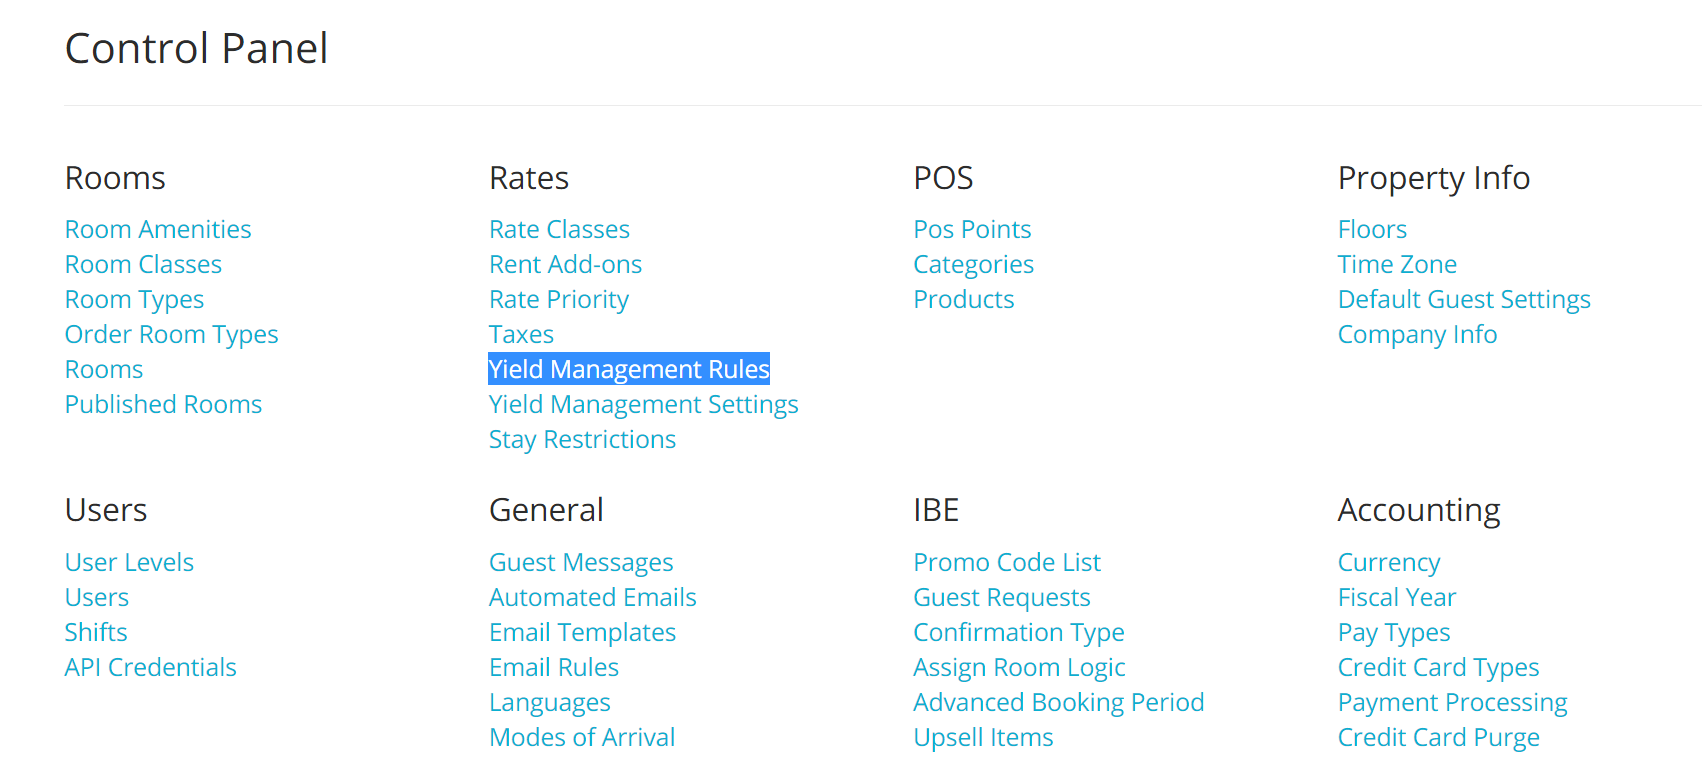 Control Panel
Rooms
Room Amenities
Room Classes
Room Types
Order Room Types
Rooms
Published Rooms
Rates
Rate Classes
Rent Add-ons
Rate Priority
Taxes
Yield Management Rules
Yield Management Settings
Stay Restrictions
POS
Pos Points
Categories
Products
Property Info
Floors
Time Zone
Default Guest Settings
Company Info
Users
User Levels
Users
Shifts
API Credentials
General
Guest Messages
Automated Emails
Email Templates
Email Rules
Languages
Modes of Arrival
IBE
Promo Code List
Guest Requests
Confirmation Type
Assign Room Logic
Advanced Booking Period
Upsell Items
Accounting
Currency
Fiscal Year
Pay Types
Credit Card Types
Payment Processing
Credit Card Purge